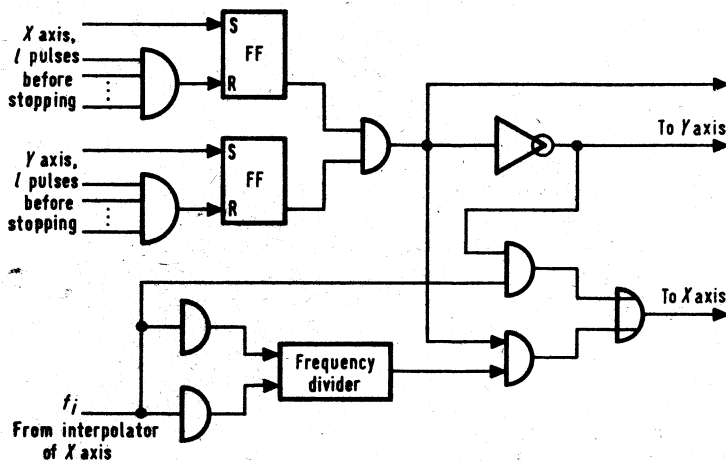 X axis,
l pulses
before
stopping
S
FF
R
Y axis,
l pulses
before
stopping
S
FF
R
To Y axis
To X axis
Frequency
divider
fi
From interpolator
of X axis